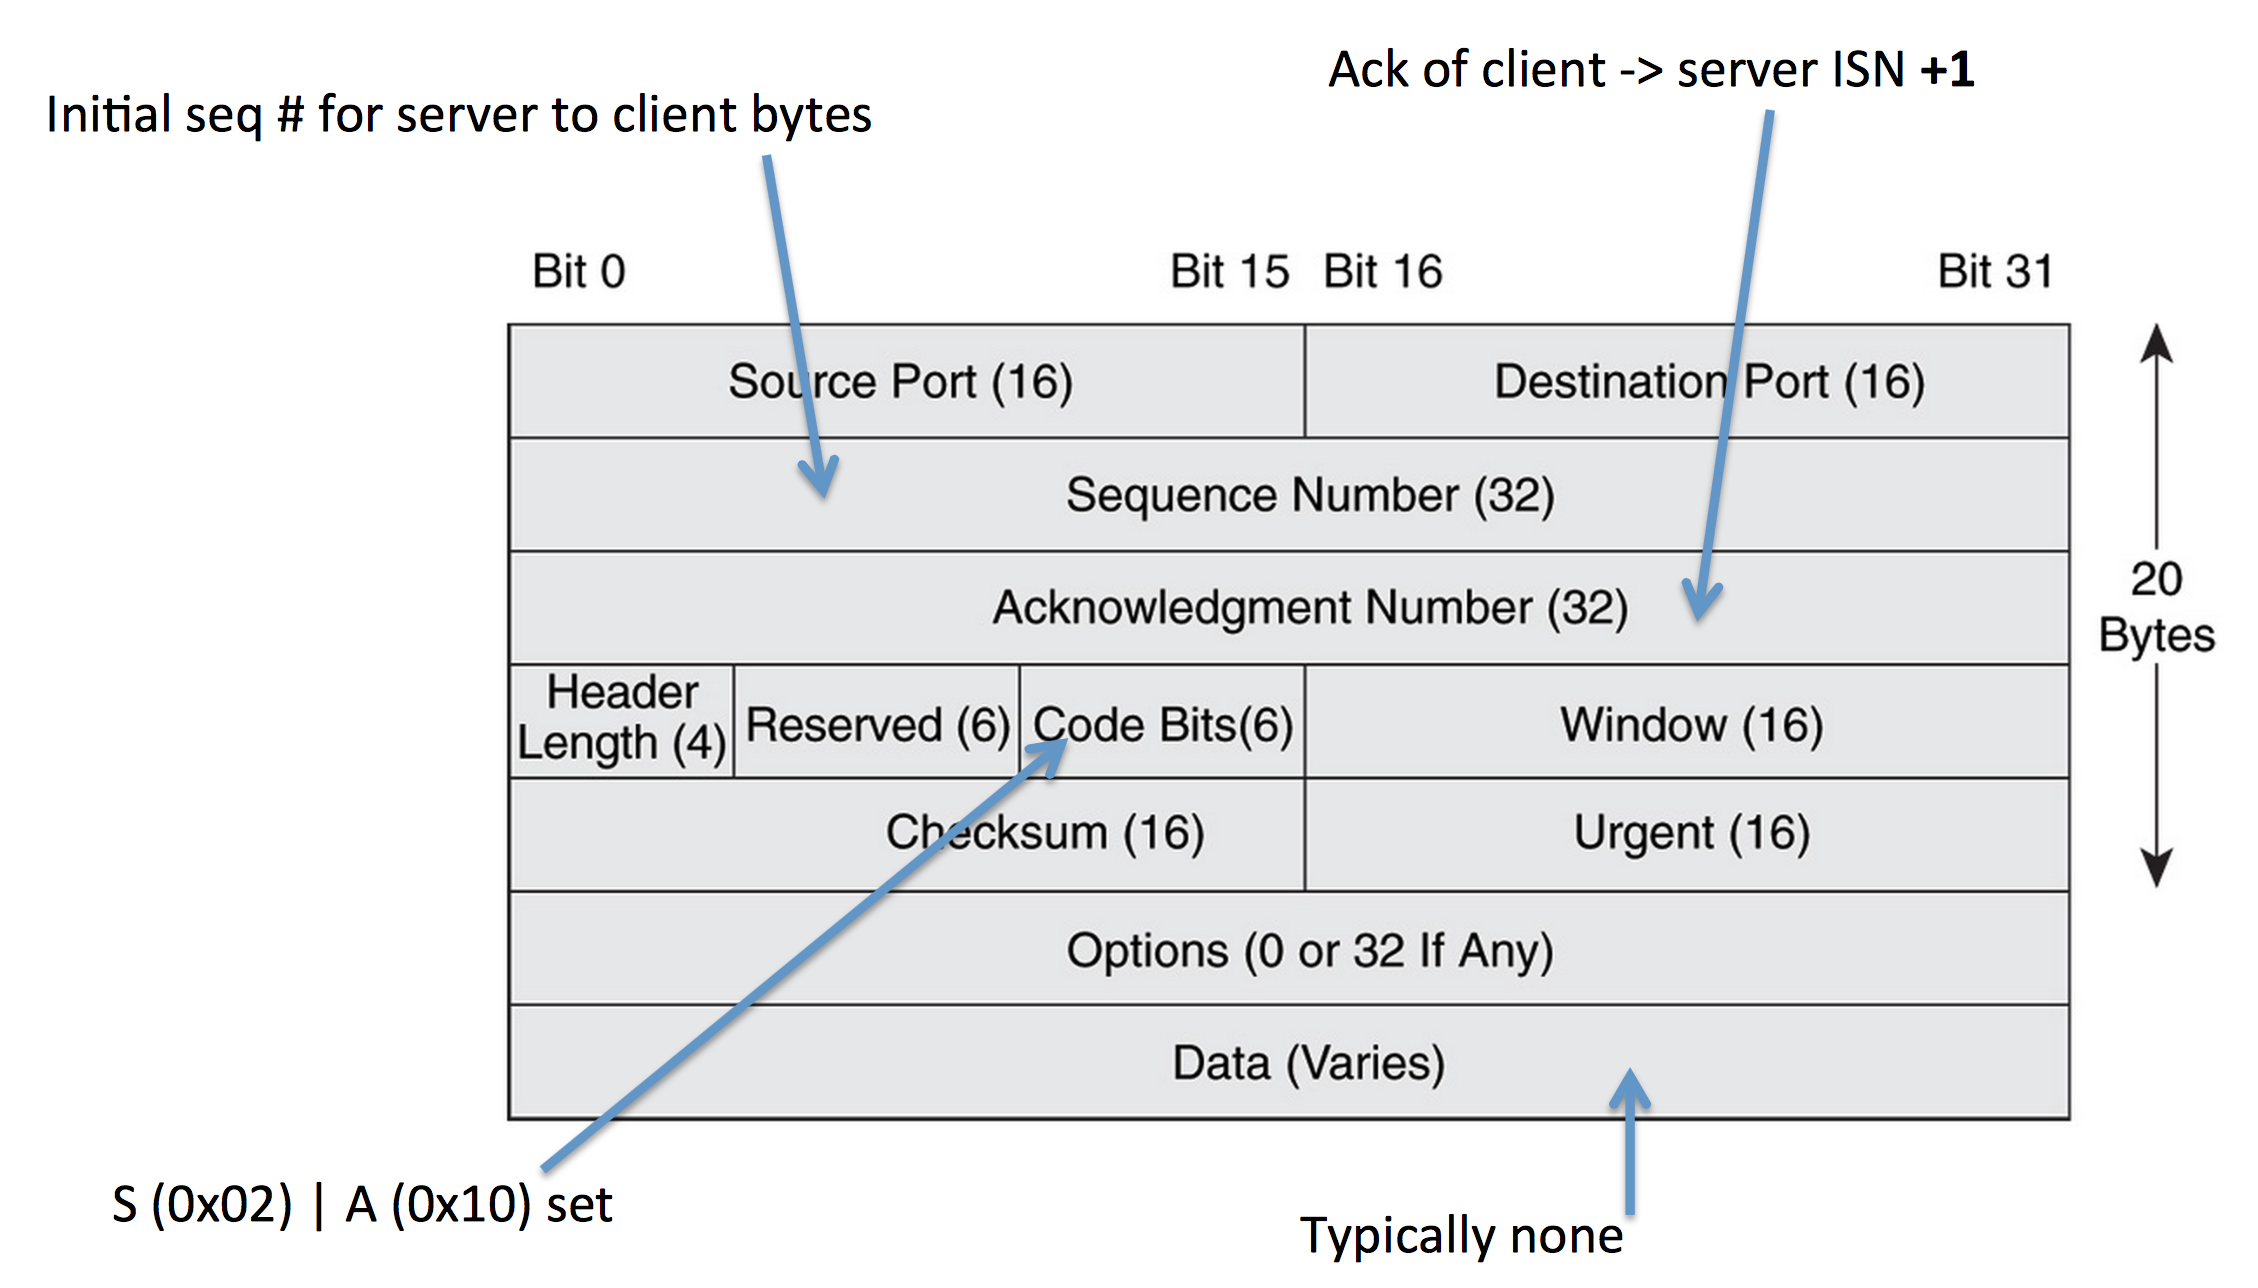 Ack of client -> server ISN +1
Initial seq # for server to client bytes
Bit 0
Bit 15
Bit 16
Bit 31
Source Port (16)
Destination Port (16)
Sequence Number (32)
Acknowledgment Number (32)
20
Bytes
Header
Length (4)
Reserved (6)
Code Bits(6)
Window (16)
Checksum (16)
Urgent (16)
Options (0 or 32 If Any)
Data (Varies)
S (0x02) | A (0x10) set
Typically none